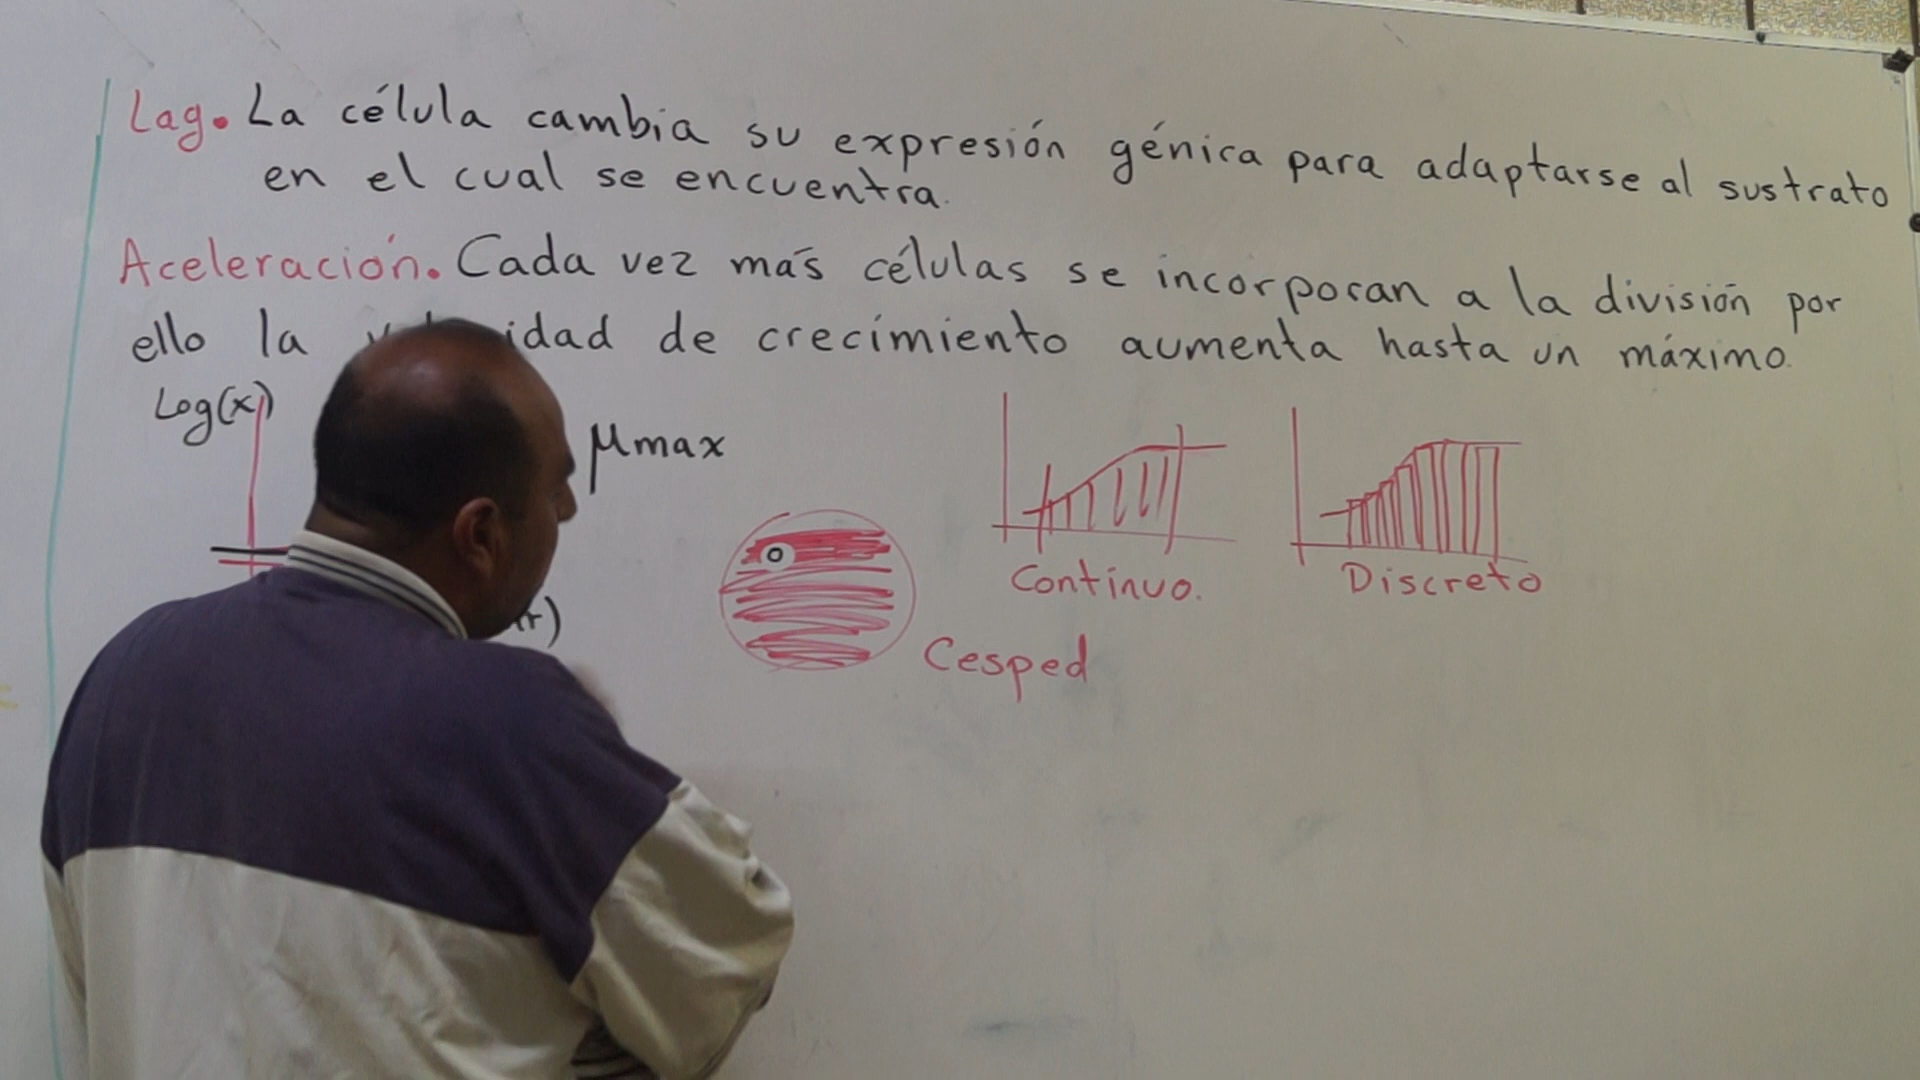 Lag. La célula cambia su expresión génica para adaptarse al sustrato
en el cual se encuentra.
Aceleración. Cada vez más células se incorporan a la división por
ello la idad de crecimiento aumenta hasta un máximo.
Log(x)
μmax
Continuo.
Discreto
Cesped